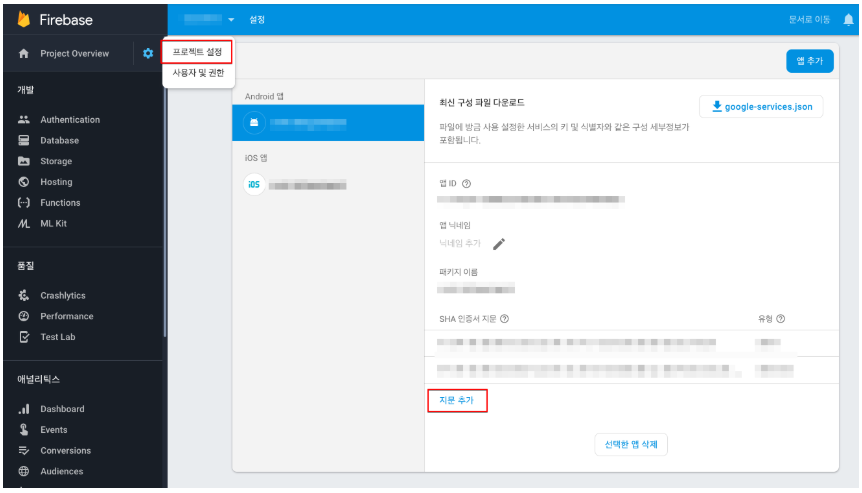 Firebase
설정
문서로 이동
Project Overview
프로젝트 설정
사용자 및 권한
앱 추가
개발
Authentication
Database
Storage
Hosting
Functions
ML Kit
품질
Crashlytics
Performance
Test Lab
애널리틱스
Dashboard
Events
Conversions
Audiences
Android 앱
iOS 앱
iOS
최신 구성 파일 다운로드
google-services.json
파일에 방금 사용 설정한 서비스의 키 및 식별자와 같은 구성 세부정보가
포함됩니다.
앱 ID
앱 닉네임
닉네임 추가
패키지 이름
SHA 인증서 지문
유형
지문 추가
선택한 앱 삭제